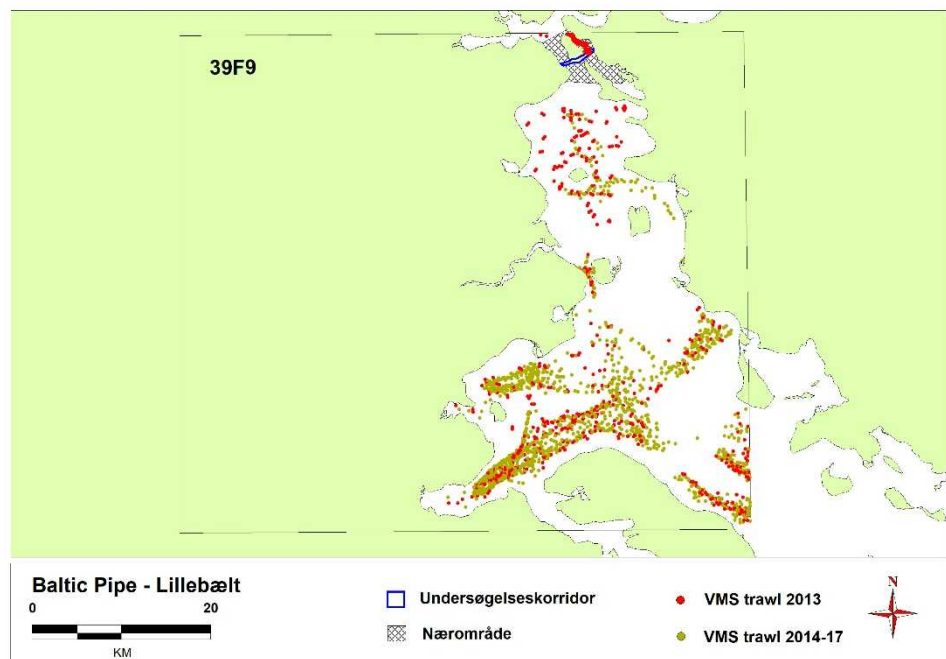 39F9
Baltic Pipe - Lillebælt
0 20
KM
Undersøgelseskorridor
Nærområde
VMS trawl 2013
VMS trawl 2014-17
N